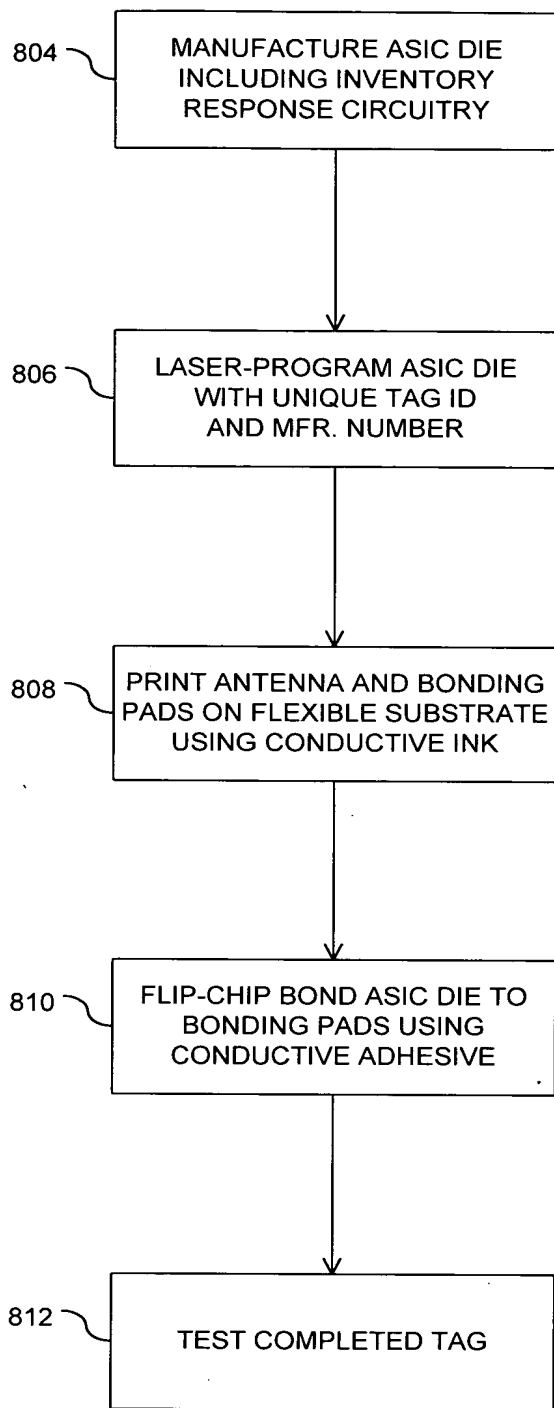 804
MANUFACTURE ASIC DIE
INCLUDING INVENTORY
RESPONSE CIRCUITRY
806
LASER-PROGRAM ASIC DIE
WITH UNIQUE TAG ID
AND MFR. NUMBER
808
PRINT ANTENNA AND BONDING
PADS ON FLEXIBLE SUBSTRATE
USING CONDUCTIVE INK
810
FLIP-CHIP BOND ASIC DIE TO
BONDING PADS USING
CONDUCTIVE ADHESIVE
812
TEST COMPLETED TAG